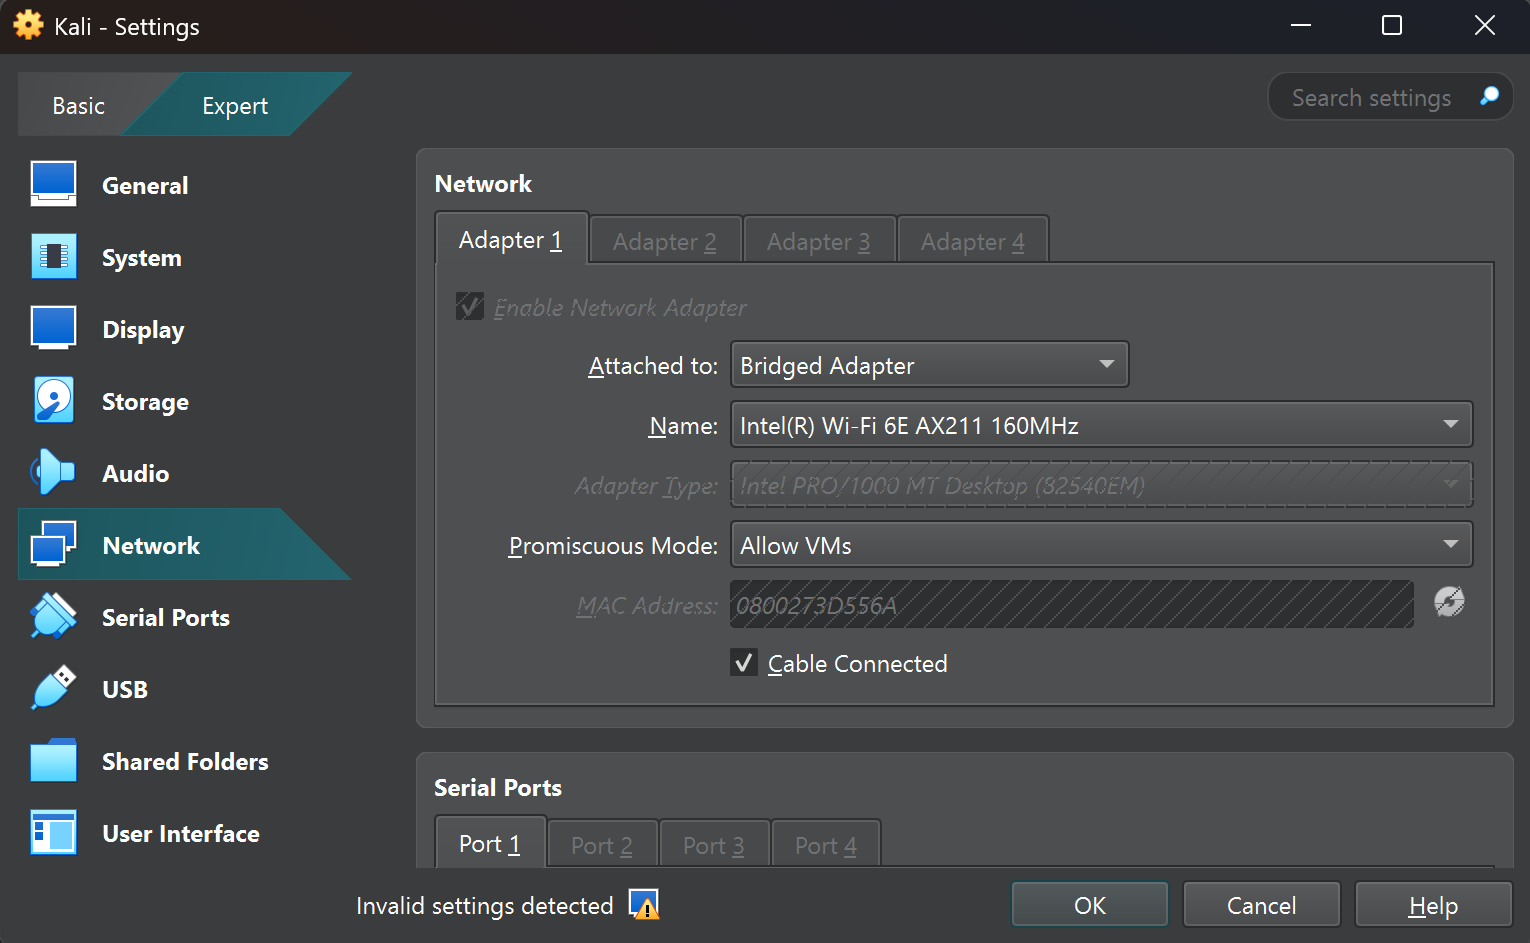 Kali - Settings
Basic
Expert
Search settings
General
System
Display
Storage
Audio
Network
Serial Ports
USB
Shared Folders
User Interface
Network
Adapter 1
Adapter 2
Adapter 3
Adapter 4
Enable Network Adapter
Attached to: Bridged Adapter
Name: Intel(R) Wi-Fi 6E AX211 160MHz
Adapter Type: Intel PRO/1000 MT Desktop (82540EM)
Promiscuous Mode: Allow VMs
MAC Address: 0800273D556A
Cable Connected
Serial Ports
Port 1
Port 2
Port 3
Port 4
Invalid settings detected
OK
Cancel
Help